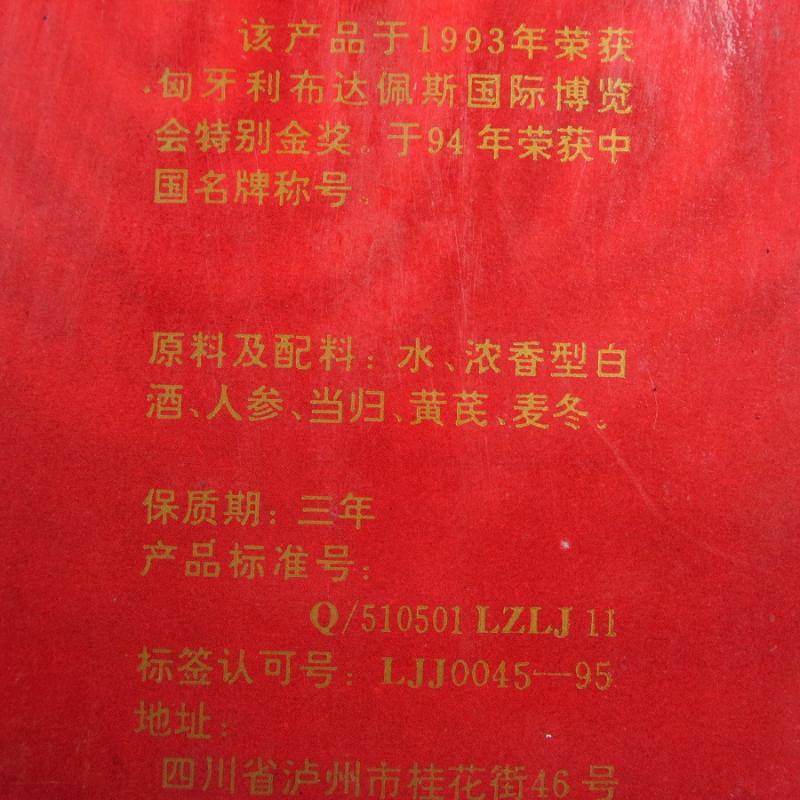 该产品于1993年荣获
匈牙利布达佩斯国际博览
会特别金奖。于94年荣获中
国名牌称号。
原料及配料：水、浓香型白
酒、人参、当归、黄芪、麦冬。
保质期：三年
产品标准号：
Q/510501 LZLJ 11
标签认可号：LJJ0045—95
地址：
四川省泸州市桂花街46号